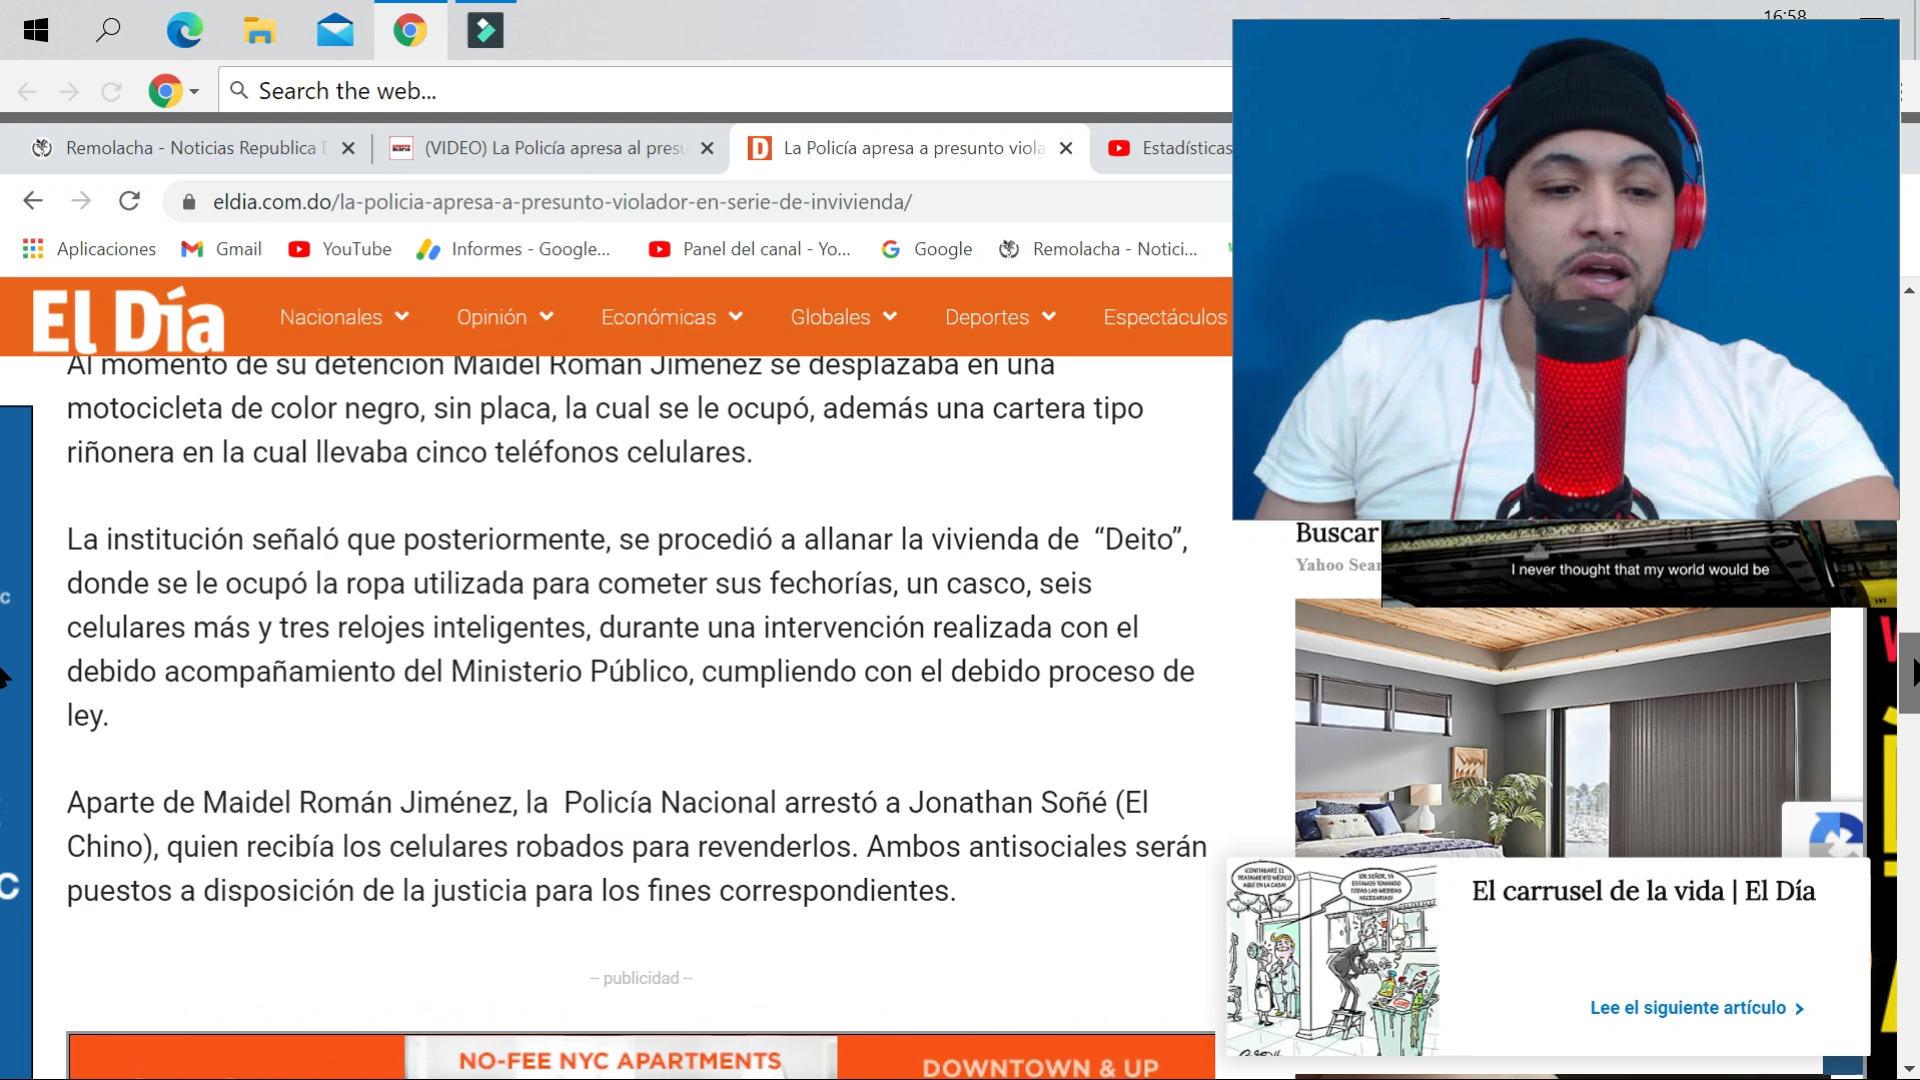 16:58
Search the web...
Remolacha - Noticias Republica
(VIDEO) La Policía apresa al presu
La Policía apresa a presunto viola
Estadísticas
eldia.com.do/la-policia-apresa-a-presunto-violador-en-serie-de-invivienda/
Aplicaciones
Gmail
YouTube
Informes - Google...
Panel del canal - Yo...
Google
Remolacha - Notici...
El Día
Nacionales
Opinión
Económicas
Globales
Deportes
Espectáculos
Al momento de su detención Maidel Román Jiménez se desplazaba en una
motocicleta de color negro, sin placa, la cual se le ocupó, además una cartera tipo
riñonera en la cual llevaba cinco teléfonos celulares.
La institución señaló que posteriormente, se procedió a allanar la vivienda de “Deito”,
donde se le ocupó la ropa utilizada para cometer sus fechorías, un casco, seis
celulares más y tres relojes inteligentes, durante una intervención realizada con el
debido acompañamiento del Ministerio Público, cumpliendo con el debido proceso de
ley.
Aparte de Maidel Román Jiménez, la Policía Nacional arrestó a Jonathan Soñé (El
Chino), quien recibía los celulares robados para revenderlos. Ambos antisociales serán
puestos a disposición de la justicia para los fines correspondientes.
– publicidad –
NO-FEE NYC APARTMENTS
DOWNTOWN & UP
Buscar
Yahoo Sear
I never thought that my world would be
¡CONTINUARÉ EL
TRATAMIENTO MÉDICO
AQUÍ EN LA CASA!
¡OK SEÑOR, YA
ESTAMOS TOMANDO
TODAS LAS MEDIDAS
NECESARIAS!
El carrusel de la vida | El Día
Lee el siguiente artículo